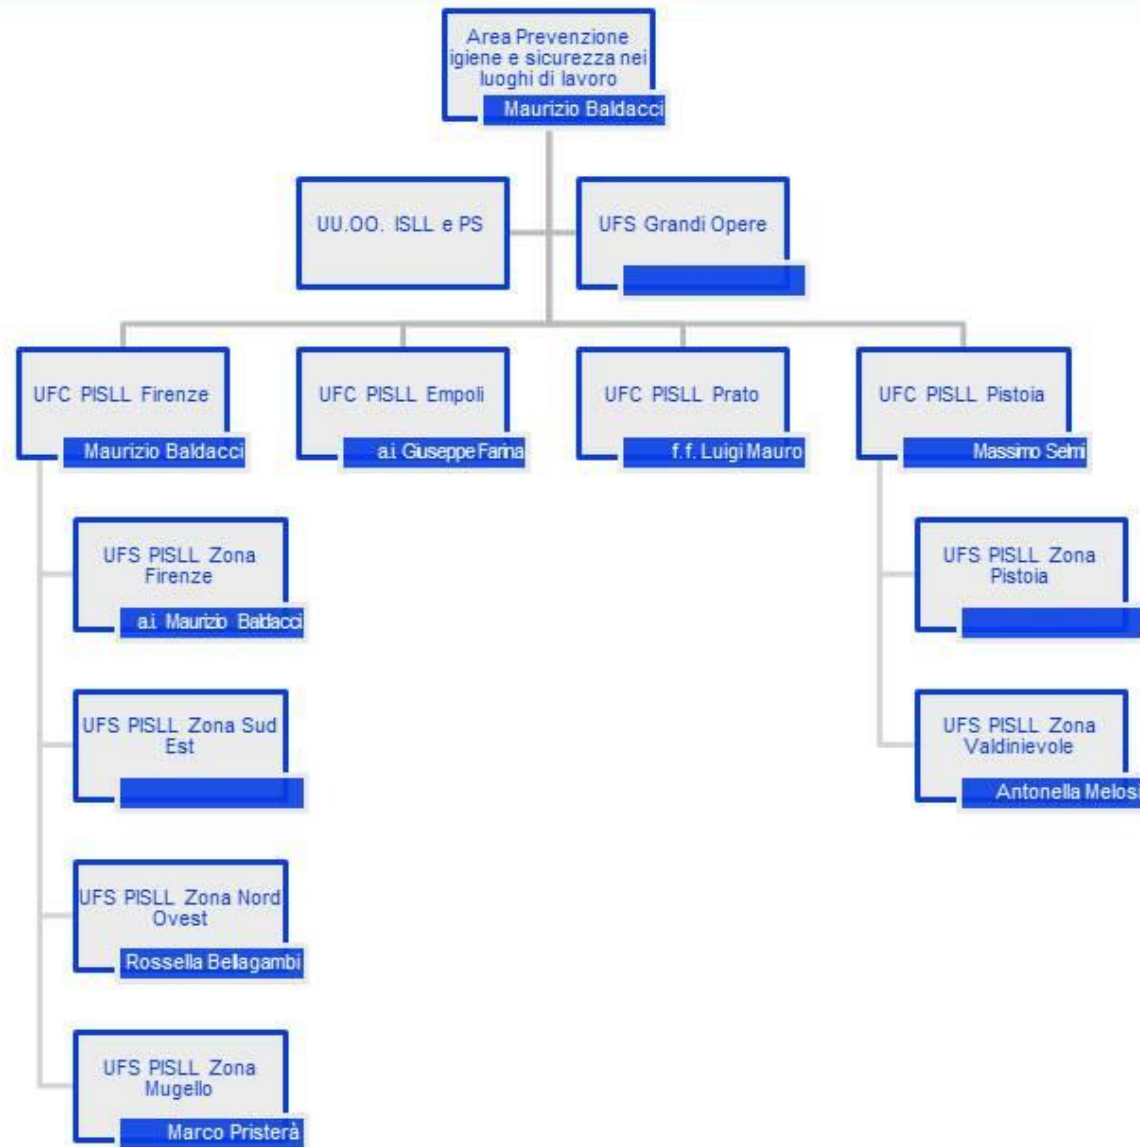 Area Prevenzione
igiene e sicurezza nei
luoghi di lavoro
Maurizio Baldacci
UU.OO. ISLL e PS
UFS Grandi Opere
UFC PISLL Firenze
Maurizio Baldacci
UFC PISLL Empoli
a.i. Giuseppe Farina
UFC PISLL Prato
f.f. Luigi Mauro
UFC PISLL Pistoia
Massimo Selmi
UFS PISLL Zona
Firenze
a.i. Maurizio Baldacci
UFS PISLL Zona Sud
Est
UFS PISLL Zona Nord
Ovest
Rossella Bellagambi
UFS PISLL Zona
Mugello
Marco Pristerà
UFS PISLL Zona
Pistoia
UFS PISLL Zona
Valdinievole
Antonella Melosi